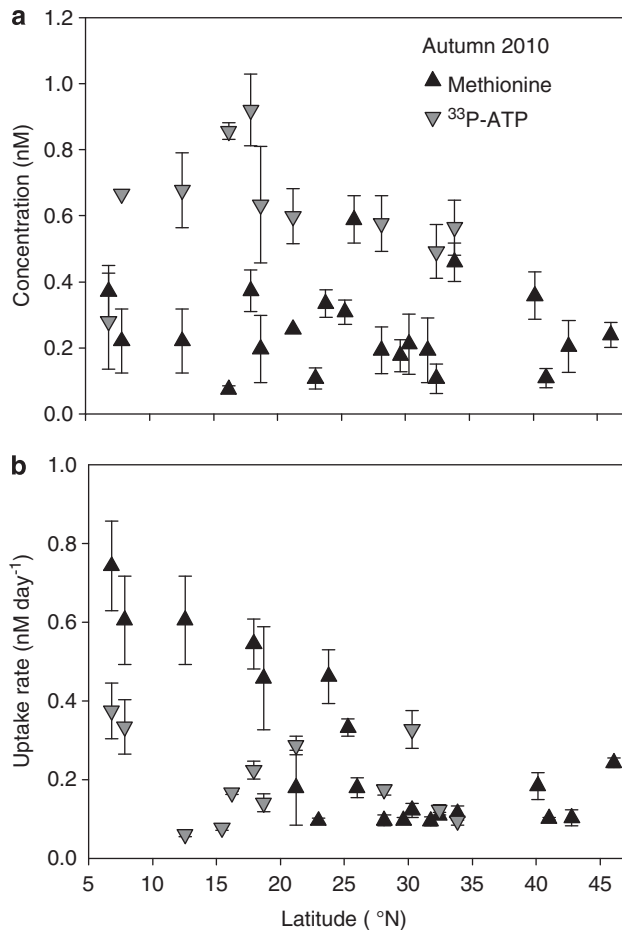 a
1.2
1.0
0.8
0.6
0.4
0.2
0.0
Concentration (nM)
Autumn 2010
Methionine
³³P-ATP
b
1.0
0.8
0.6
0.4
0.2
0.0
Uptake rate (nM day⁻¹)
5 10 15 20 25 30 35 40 45
Latitude ( °N)